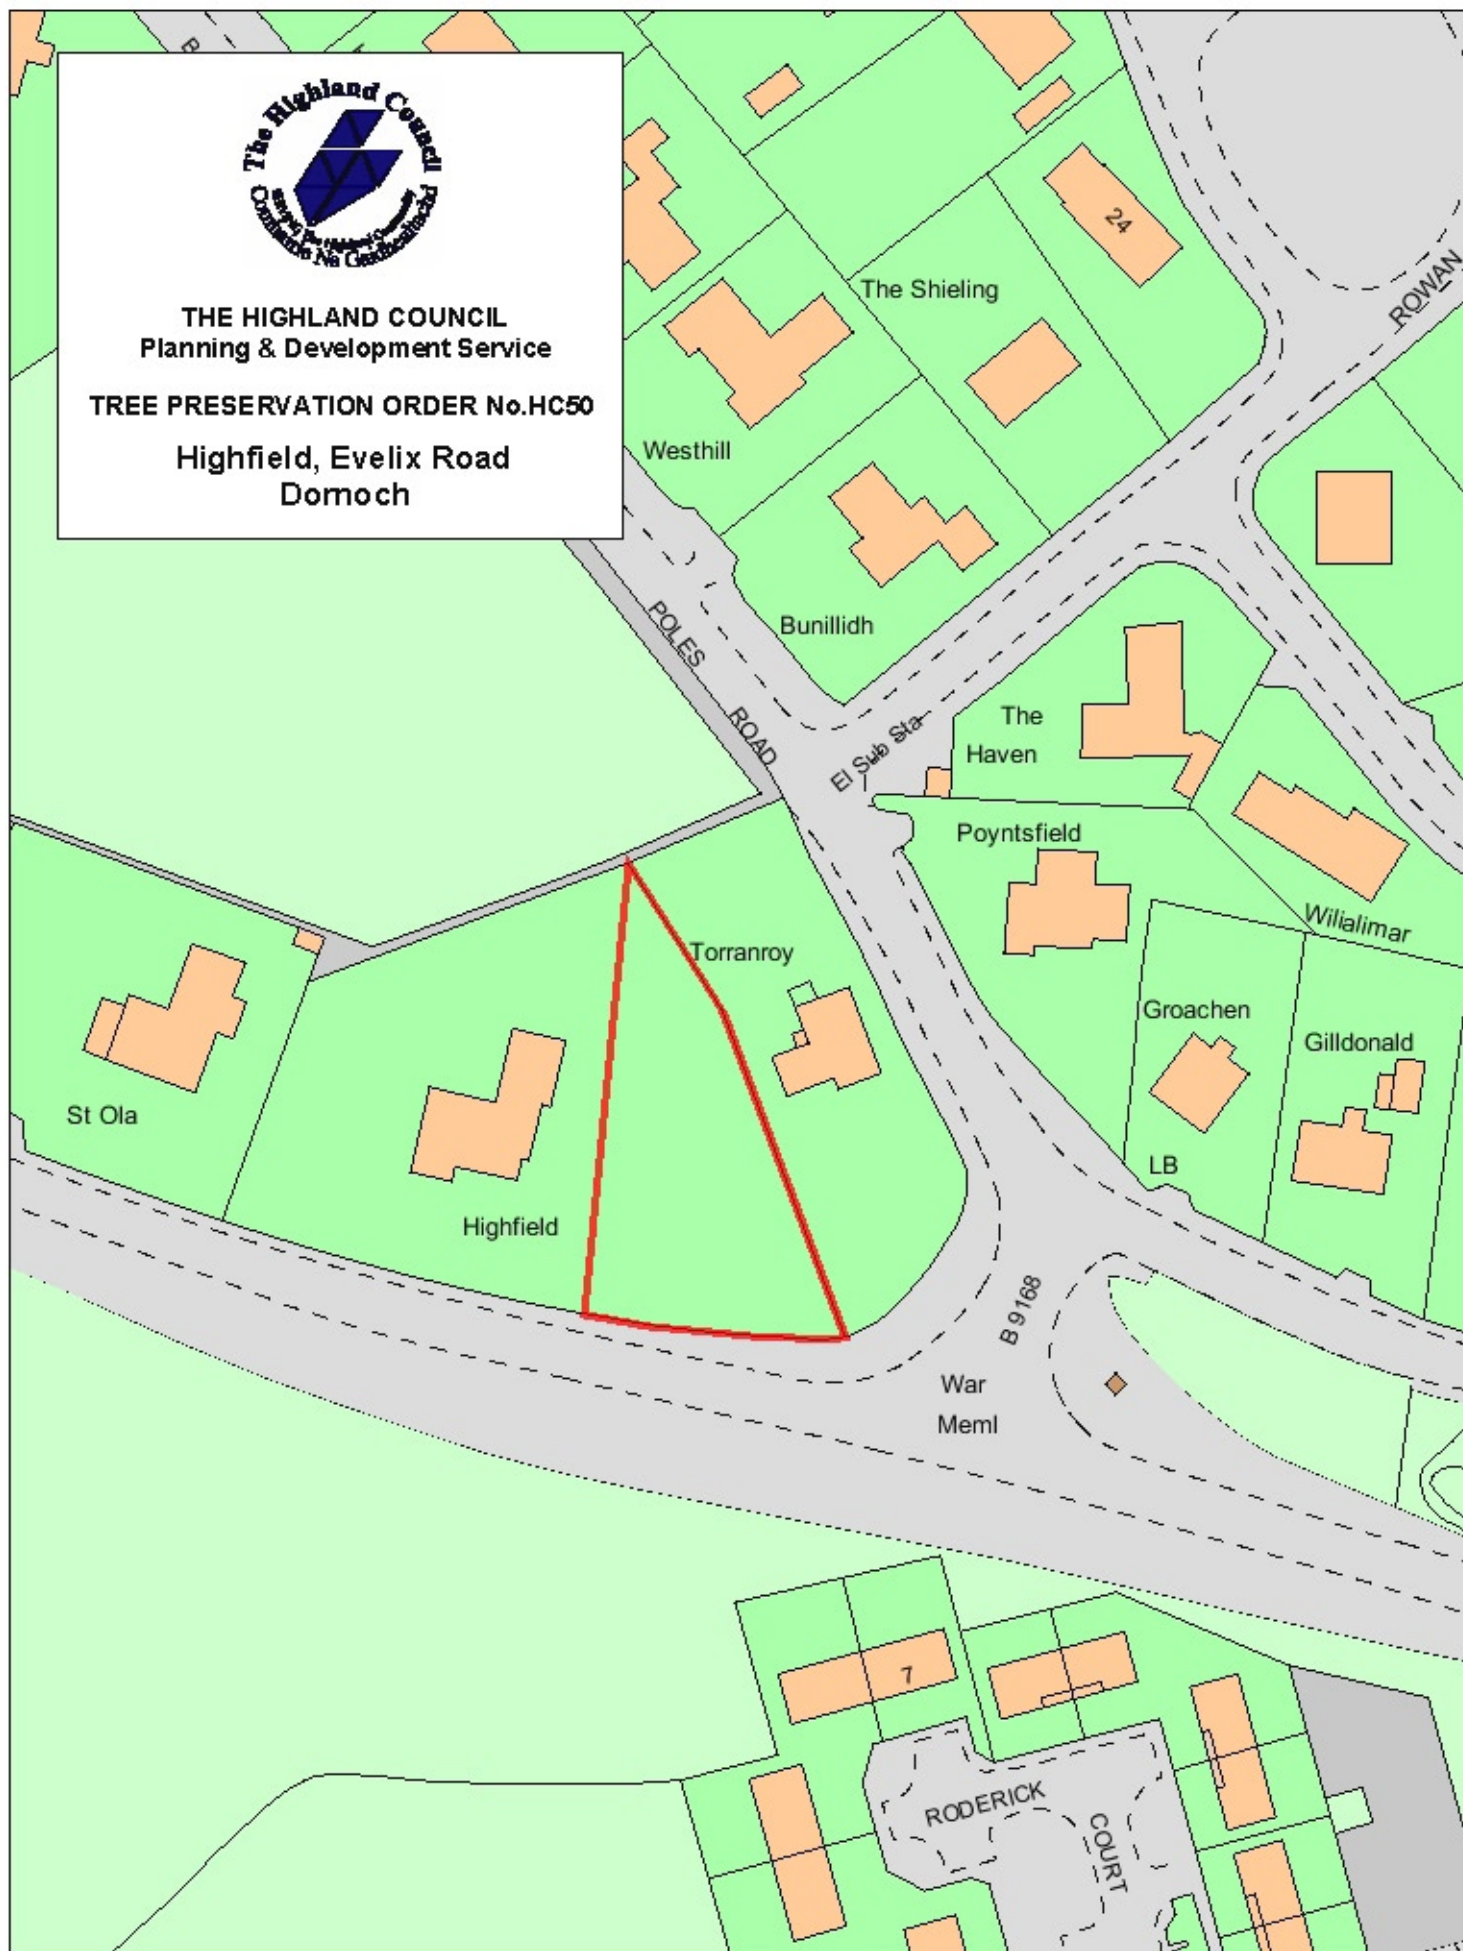 B
The Highland Council
Comhairle Na Gaidhealtachd
THE HIGHLAND COUNCIL
Planning & Development Service
TREE PRESERVATION ORDER No.HC50
Highfield, Evelix Road
Dornoch
24
The Shieling
ROWAN
Westhill
POLES
ROAD
Bunillidh
El Sub Sta
The
Haven
Poyntsfield
Wilialimar
Torranroy
Groachen
Gilldonald
St Ola
LB
Highfield
B 9168
War
Meml
7
RODERICK
COURT